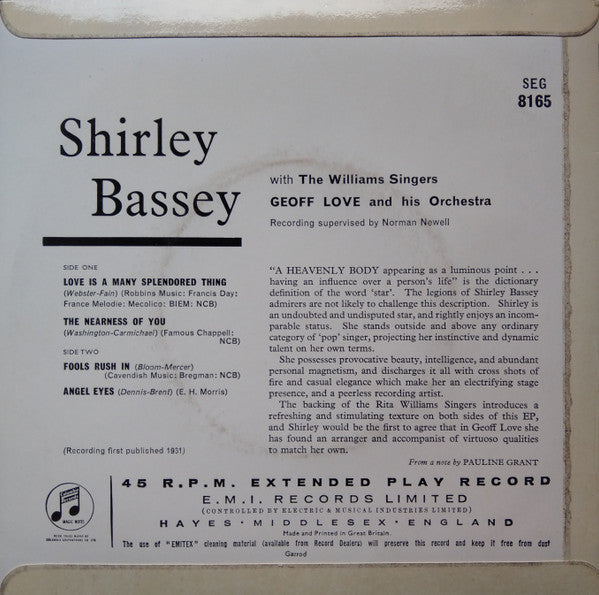 SEG
8165
Shirley
Bassey
with The Williams Singers
GEOFF LOVE and his Orchestra
Recording supervised by Norman Newell
SIDE ONE
LOVE IS A MANY SPLENDORED THING
(Webster-Fain) (Robbins Music: Francis Day:
France Melodie: Mecolico: BIEM: NCB)
THE NEARNESS OF YOU
(Washington-Carmichael) (Famous Chappell:
NCB)
SIDE TWO
FOOLS RUSH IN (Bloom-Mercer)
(Cavendish Music: Bregman: NCB)
ANGEL EYES (Dennis-Brent) (E. H. Morris)
(Recording first published 1931)
"A HEAVENLY BODY appearing as a luminous point . . .
having an influence over a person's life" is the dictionary
definition of the word 'star'. The legions of Shirley Bassey
admirers are not likely to challenge this description. Shirley is
an undoubted and undisputed star, and rightly enjoys an incom-
parable status. She stands outside and above any ordinary
category of 'pop' singer, projecting her instinctive and dynamic
talent on her own terms.
She possesses provocative beauty, intelligence, and abundant
personal magnetism, and discharges it all with cross shots of
fire and casual elegance which make her an electrifying stage
presence, and a peerless recording artist.
The backing of the Rita Williams Singers introduces a
refreshing and stimulating texture on both sides of this EP,
and Shirley would be the first to agree that in Geoff Love she
has found an arranger and accompanist of virtuoso qualities
to match her own.
From a note by PAULINE GRANT
45 R.P.M. EXTENDED PLAY RECORD
E.M.I. RECORDS LIMITED
(CONTROLLED BY ELECTRIC & MUSICAL INDUSTRIES LIMITED)
HAYES · MIDDLESEX · ENGLAND
Made and Printed in Great Britain.
Columbia
MAGIC NOTES
The use of "EMITEX" cleaning material (available from Record Dealers) will preserve this record and keep it free from dust
Garrod